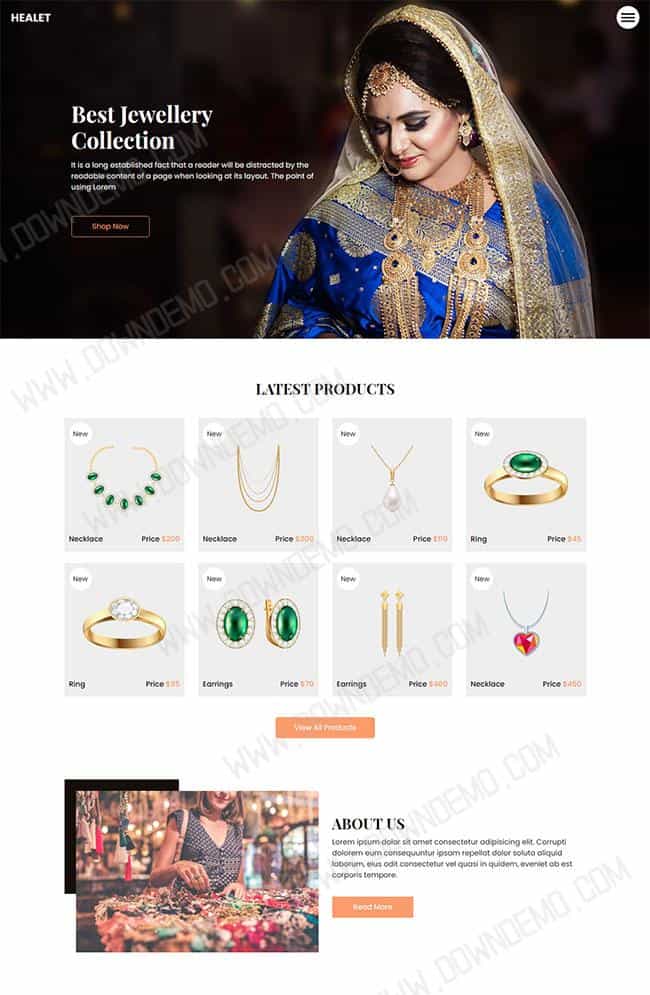 HEALET
Best Jewellery
Collection
It is a long established fact that a reader will be distracted by the
readable content of a page when looking at its layout. The point of
using Lorem
Shop Now
WWW.DOWNDEMO.COM
LATEST PRODUCTS
New
New
New
New
Necklace Price $200
Necklace Price $300
Necklace Price $110
Ring Price $45
New
New
New
New
Ring Price $95
Earrings Price $70
Earrings Price $400
Necklace Price $450
View All Products
ABOUT US
Lorem ipsum dolor sit amet consectetur adipisicing elit. Corrupti
dolorem eum consequuntur ipsam repellat dolor soluta aliquid
laborum, eius odit consectetur vel quasi in quidem, eveniet ab est
corporis tempore.
Read More